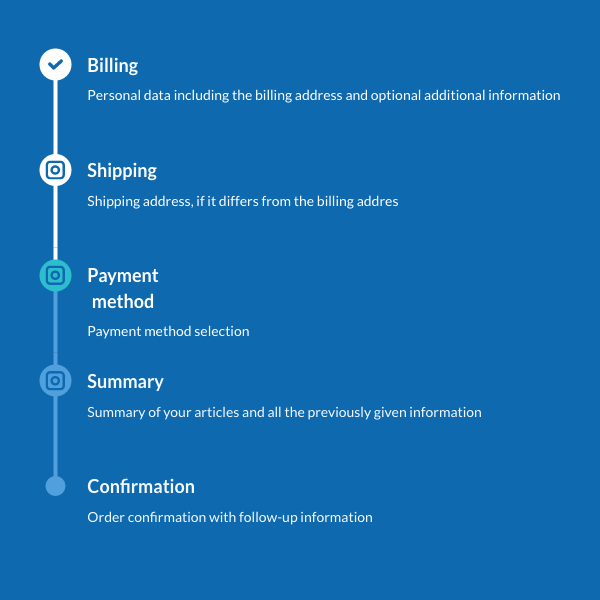 Billing
Personal data including the billing address and optional additional information
Shipping
Shipping address, if it differs from the billing addres
Payment
method
Payment method selection
Summary
Summary of your articles and all the previously given information
Confirmation
Order confirmation with follow-up information